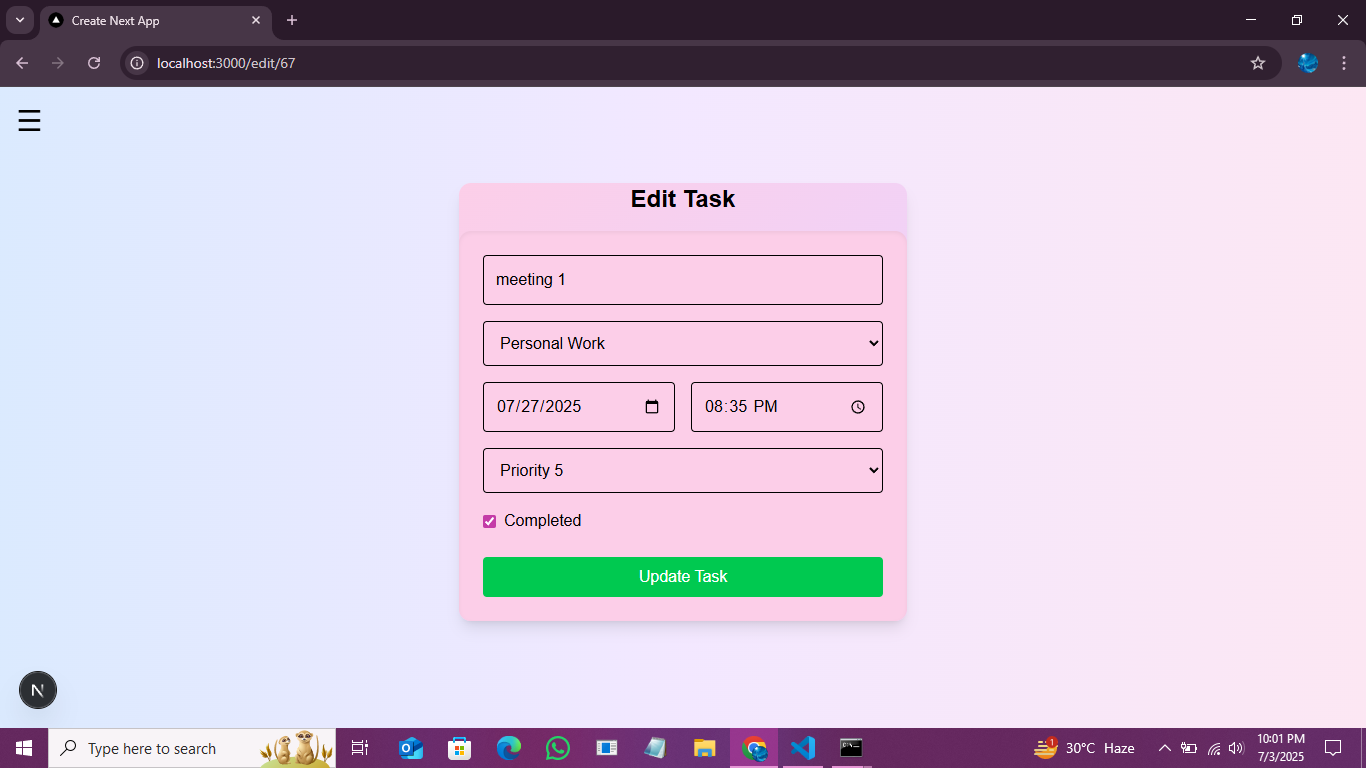 Create Next App
localhost:3000/edit/67
☰
Edit Task
meeting 1
Personal Work
07/27/2025 08:35 PM
Priority 5
Completed
Update Task
N
Type here to search
1 30°C Haze
10:01 PM
7/3/2025